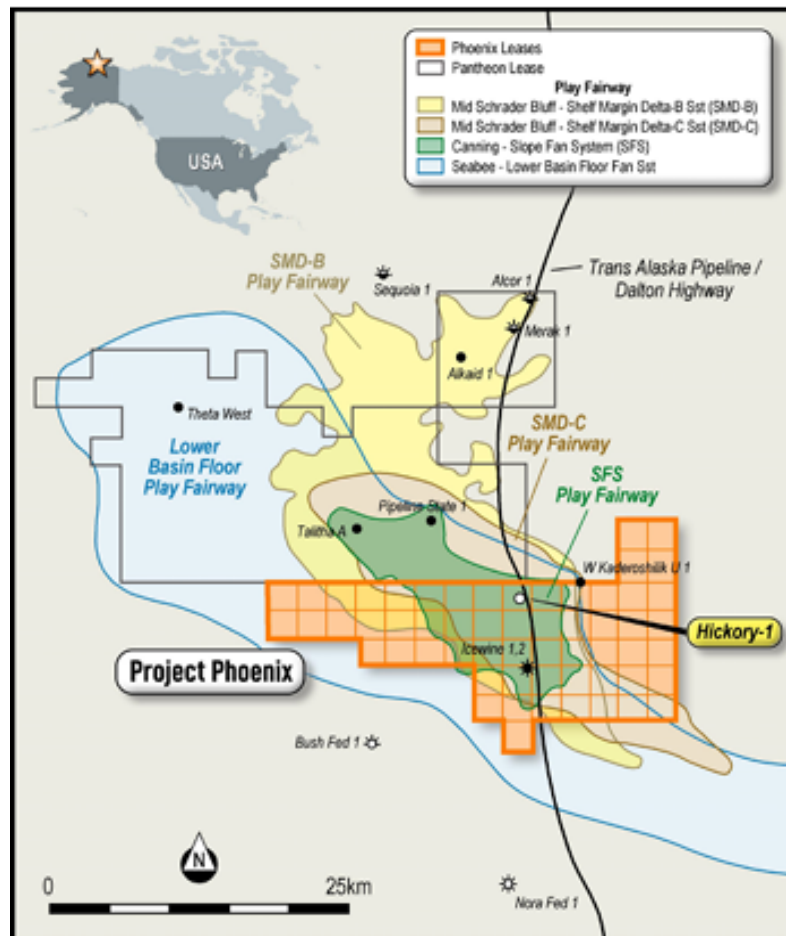 USA
Phoenix Leases
Pantheon Lease
Play Fairway
Mid Schrader Bluff - Shelf Margin Delta-B Sst (SMD-B)
Mid Schrader Bluff - Shelf Margin Delta-C Sst (SMD-C)
Canning - Slope Fan System (SFS)
Seabee - Lower Basin Floor Fan Sst
SMD-B
Play Fairway
Sequoia 1
Alcor 1
Trans Alaska Pipeline /
Dalton Highway
Merak 1
Alkaid 1
Theta West
Lower
Basin Floor
Play Fairway
SMD-C
Play Fairway
SFS
Play Fairway
Pipeline State 1
Talitha A
W Kaderoshilik U 1
Hickory-1
Icewine 1,2
Project Phoenix
Bush Fed 1
N
0
25km
Nora Fed 1